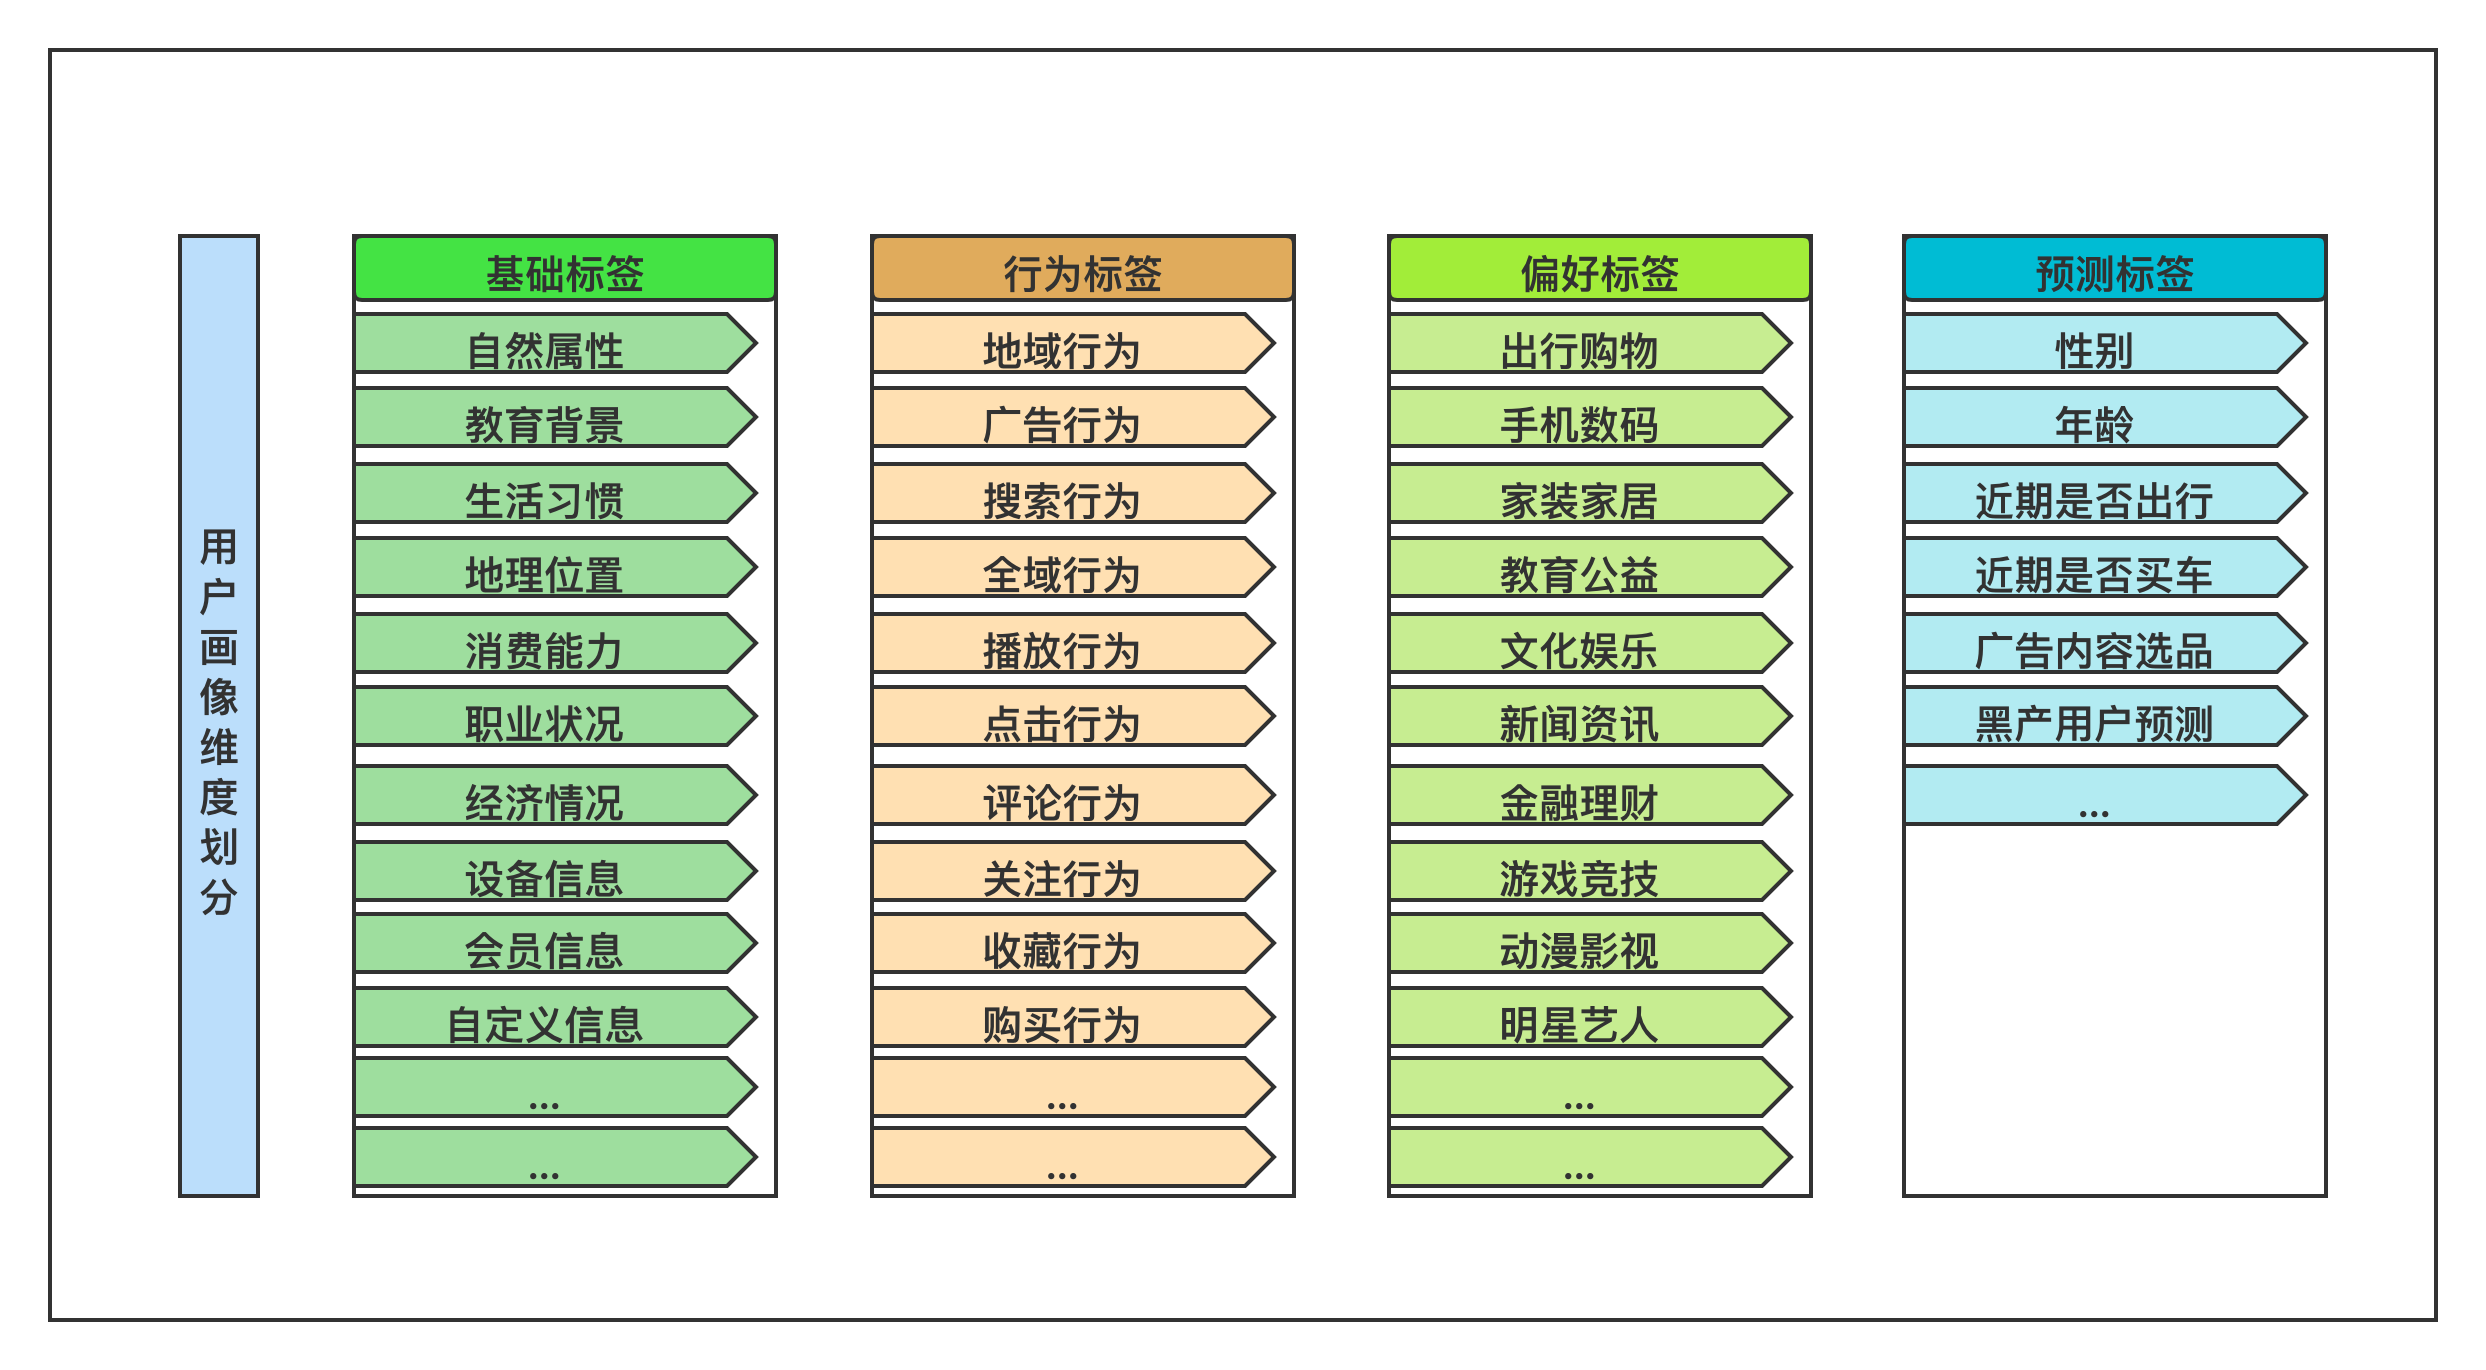 用户画像维度划分
基础标签
自然属性
教育背景
生活习惯
地理位置
消费能力
职业状况
经济情况
设备信息
会员信息
自定义信息
...
...
行为标签
地域行为
广告行为
搜索行为
全域行为
播放行为
点击行为
评论行为
关注行为
收藏行为
购买行为
...
...
偏好标签
出行购物
手机数码
家装家居
教育公益
文化娱乐
新闻资讯
金融理财
游戏竞技
动漫影视
明星艺人
...
...
预测标签
性别
年龄
近期是否出行
近期是否买车
广告内容选品
黑产用户预测
...